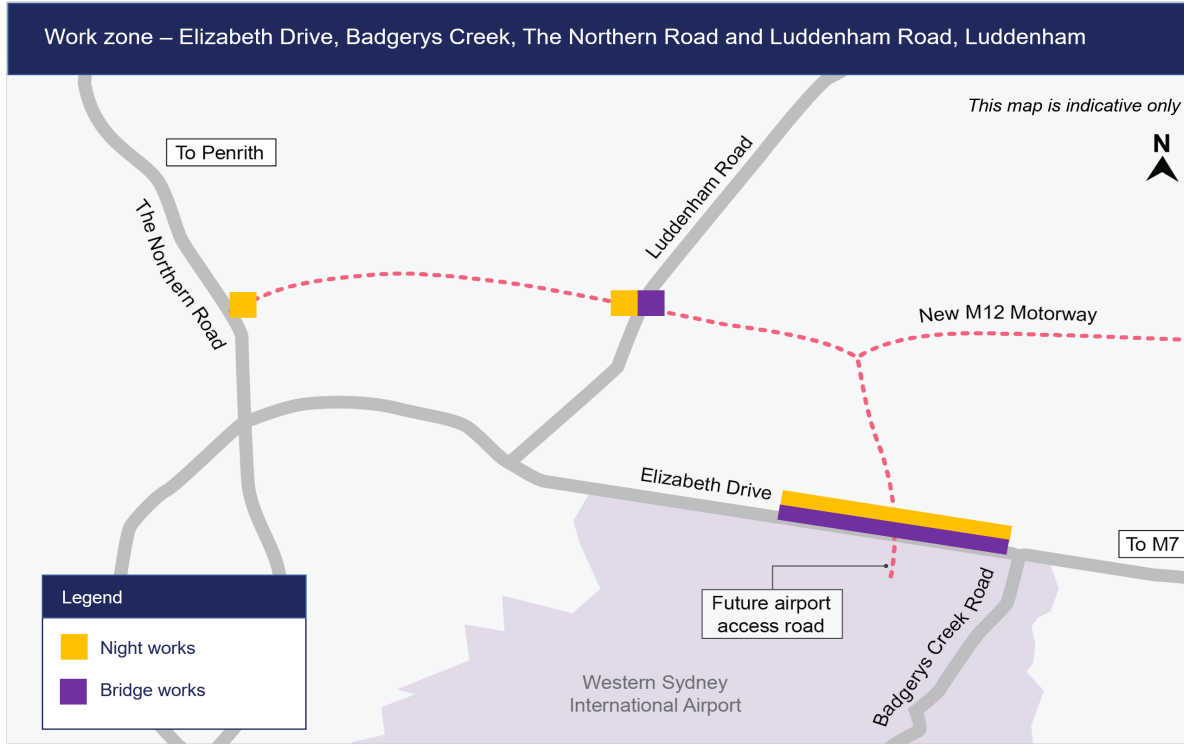 Work zone – Elizabeth Drive, Badgerys Creek, The Northern Road and Luddenham Road, Luddenham
This map is indicative only
N
To Penrith
Luddenham Road
The Northern Road
New M12 Motorway
Elizabeth Drive
To M7
Future airport
access road
Badgerys Creek Road
Western Sydney
International Airport
Legend
Night works
Bridge works